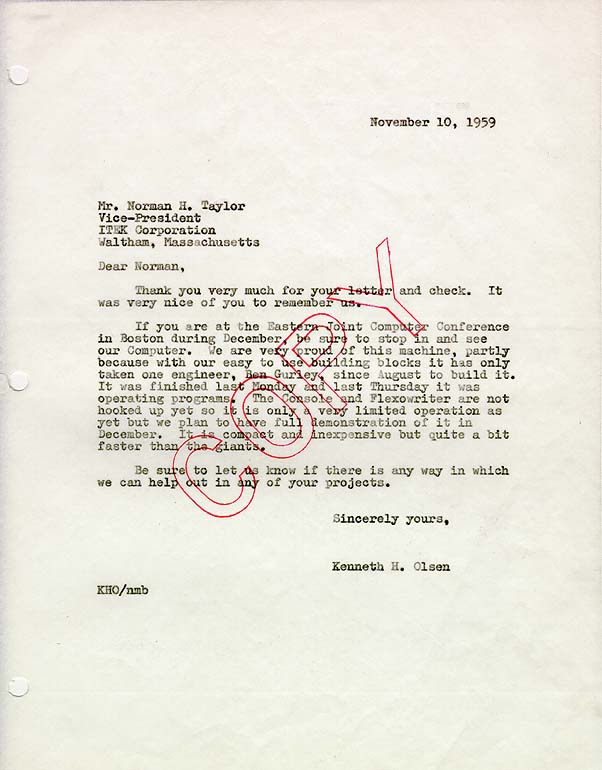 November 10, 1959
Mr. Norman H. Taylor
Vice-President
ITEK Corporation
Waltham, Massachusetts
Dear Norman,
Thank you very much for your letter and check. It
was very nice of you to remember us.
If you are at the Eastern Joint Computer Conference
in Boston during December, be sure to stop in and see
our Computer. We are very proud of this machine, partly
because with our easy to use building blocks it has only
taken one engineer, Ben Gurley, since August to build it.
It was finished last Monday and last Thursday it was
operating programs. The Console and Flexowriter are not
hooked up yet so it is only a very limited operation as
yet but we plan to have full demonstration of it in
December. It is compact and inexpensive but quite a bit
faster than the giants.
Be sure to let us know if there is any way in which
we can help out in any of your projects.
Sincerely yours,
Kenneth H. Olsen
KHO/nmb
COPY